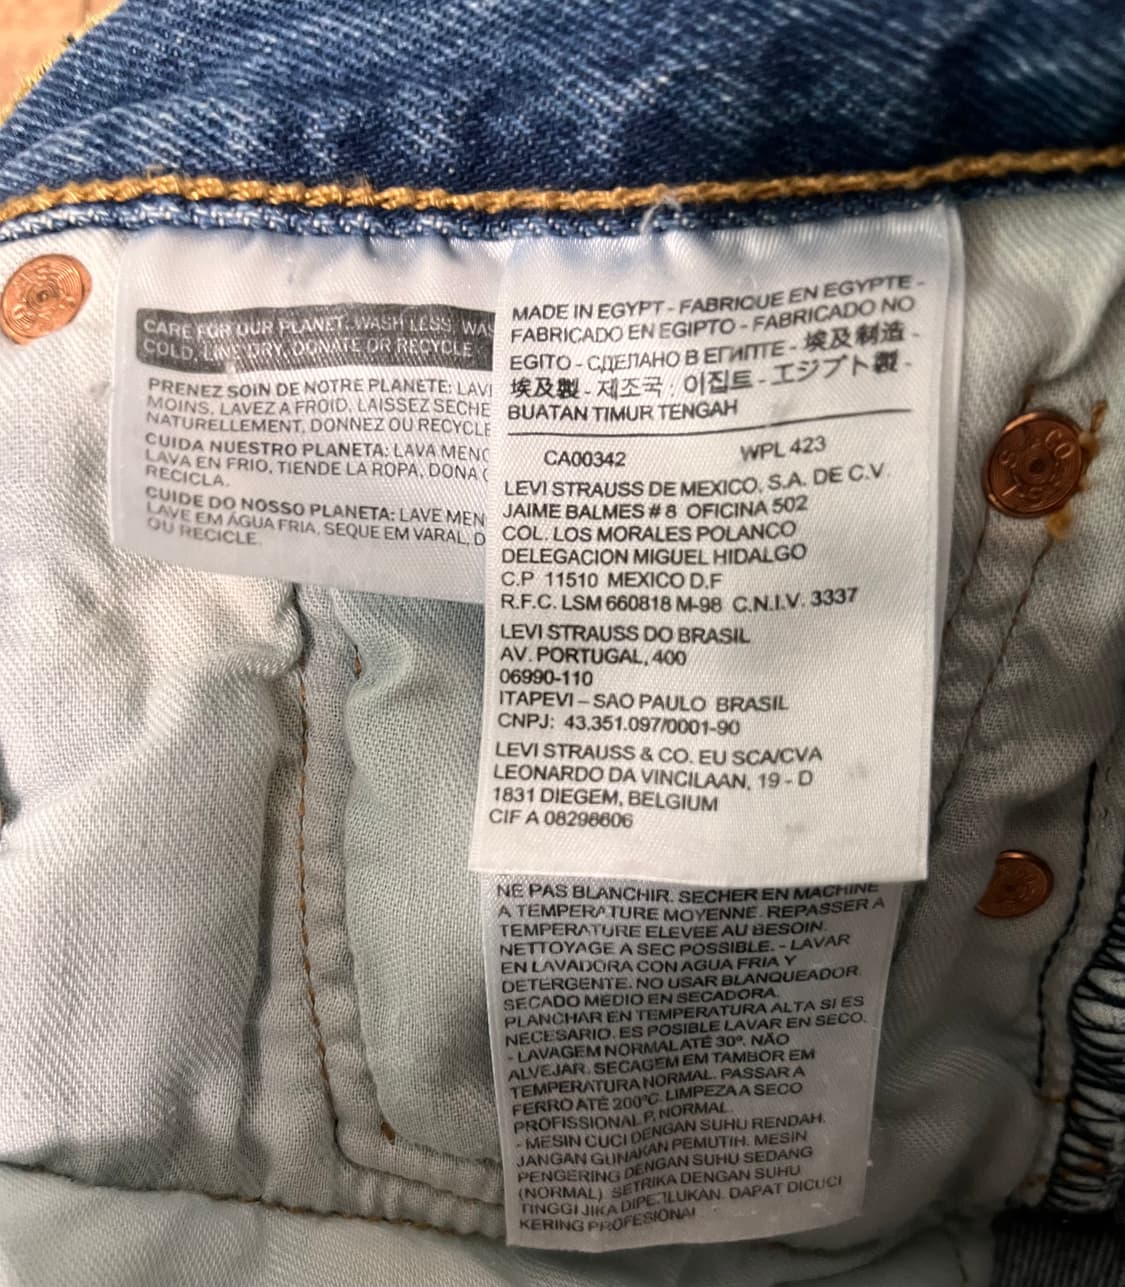 CARE FOR OUR PLANET: WASH LESS, WAS
COLD, LINE DRY, DONATE OR RECYCLE
PRENEZ SOIN DE NOTRE PLANETE: LAV
MOINS, LAVEZ A FROID, LAISSEZ SECHE
NATURELLEMENT, DONNEZ OU RECYCLE
CUIDA NUESTRO PLANETA: LAVA MENO
LAVA EN FRIO, TIENDE LA ROPA, DONA
RECICLA.
CUIDE DO NOSSO PLANETA: LAVE MEN
LAVE EM ÁGUA FRIA, SEQUE EM VARAL, D
OU RECICLE.
MADE IN EGYPT - FABRIQUE EN EGYPTE -
FABRICADO EN EGIPTO - FABRICADO NO
EGITO - СДЕЛАНО В ЕГИПТЕ - 埃及制造 -
埃及製 - 제조국 · 이집트 - エジプト製 -
BUATAN TIMUR TENGAH
CA00342 WPL 423
LEVI STRAUSS DE MEXICO, S.A. DE C.V.
JAIME BALMES # 8 OFICINA 502
COL. LOS MORALES POLANCO
DELEGACION MIGUEL HIDALGO
C.P 11510 MEXICO D.F
R.F.C. LSM 660818 M-98 C.N.I.V. 3337
LEVI STRAUSS DO BRASIL
AV. PORTUGAL, 400
06990-110
ITAPEVI – SAO PAULO BRASIL
CNPJ: 43.351.097/0001-90
LEVI STRAUSS & CO. EU SCA/CVA
LEONARDO DA VINCILAAN, 19 - D
1831 DIEGEM, BELGIUM
CIF A 08298606
NE PAS BLANCHIR. SECHER EN MACHINE
A TEMPERATURE MOYENNE. REPASSER A
TEMPERATURE ELEVEE AU BESOIN.
NETTOYAGE A SEC POSSIBLE. - LAVAR
EN LAVADORA CON AGUA FRIA Y
DETERGENTE. NO USAR BLANQUEADOR.
SECADO MEDIO EN SECADORA.
PLANCHAR EN TEMPERATURA ALTA SI ES
NECESARIO. ES POSIBLE LAVAR EN SECO.
- LAVAGEM NORMAL ATÉ 30º. NÃO
ALVEJAR. SECAGEM EM TAMBOR EM
TEMPERATURA NORMAL. PASSAR A
FERRO ATÉ 200°C. LIMPEZA A SECO
PROFISSIONAL P. NORMAL.
- MESIN CUCI DENGAN SUHU RENDAH.
JANGAN GUNAKAN PEMUTIH. MESIN
PENGERING DENGAN SUHU SEDANG
(NORMAL). SETRIKA DENGAN SUHU
TINGGI JIKA DIPERLUKAN. DAPAT DICUCI
KERING PROFESIONAL